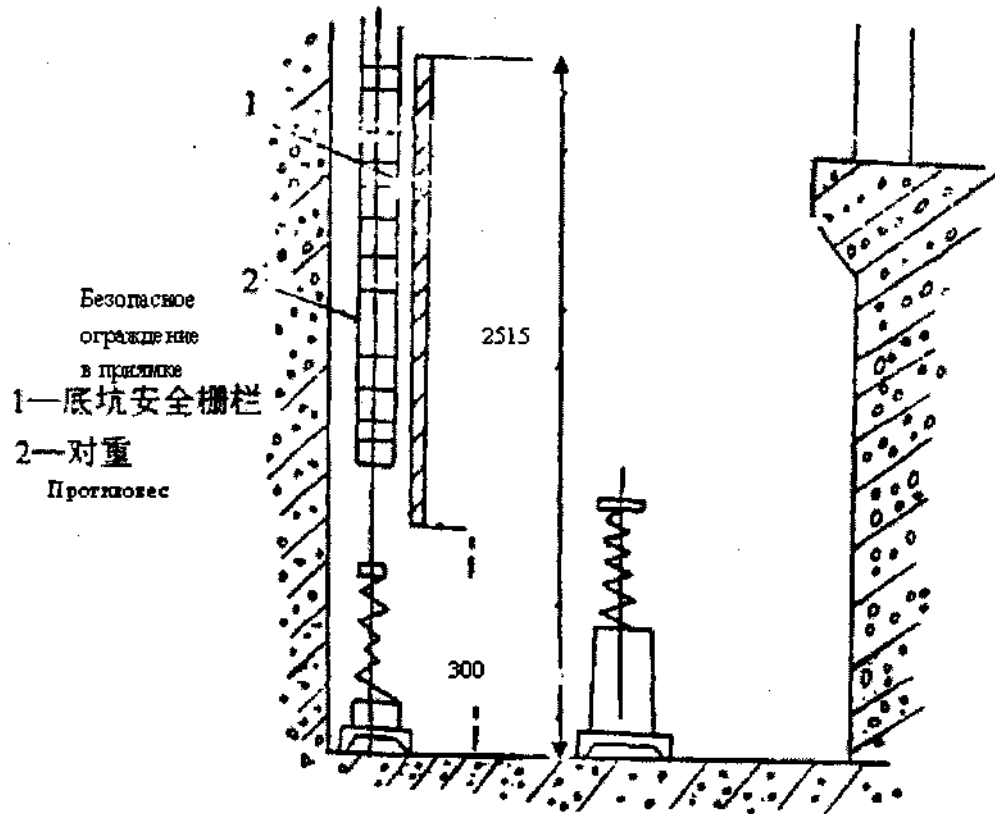 1
2
Безопасное
ограждение
в приямке
1—底坑安全栅栏
2—对重
Противовес
2515
300